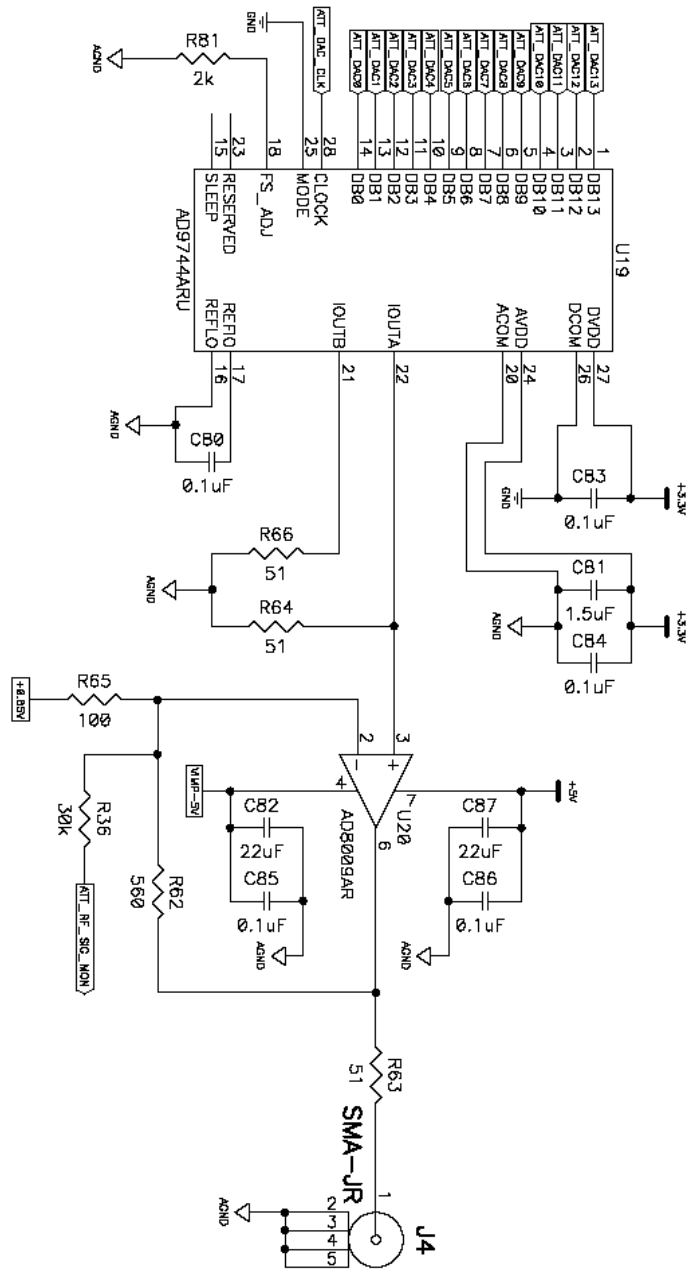 ATT_DAC_CLK
ATT_DAC0
ATT_DAC1
ATT_DAC2
ATT_DAC3
ATT_DAC4
ATT_DAC5
ATT_DAC6
ATT_DAC7
ATT_DAC8
ATT_DAC9
ATT_DAC10
ATT_DAC11
ATT_DAC12
ATT_DAC13
AGND
R81
2k
GND
15
23
18
25
28
14
13
12
11
10
9
8
7
6
5
4
3
2
1
SLEEP
RESERVED
FS_ADJ
MODE
CLOCK
DB0
DB1
DB2
DB3
DB4
DB5
DB6
DB7
DB8
DB9
DB10
DB11
DB12
DB13
U19
AD9744ARU
REFLO
REFIO
IOUTB
IOUTA
ACOM
AVDD
DCOM
DVDD
16
17
21
22
20
24
26
27
AGND
C80
0.1uF
GND
C83
0.1uF
+3.3V
R66
51
AGND
R64
51
C81
1.5uF
AGND
+3.3V
C84
0.1uF
+0.85V
R65
100
2
3
4
7
6
-
+
U20
AD8009AR
R36
30k
ATT_RF_SIG_MON
R62
560
VAMP-5V
C82
22uF
C85
0.1uF
AGND
+5V
C87
22uF
C86
0.1uF
AGND
R63
51
SMA-JR
J4
1
2
3
4
5
AGND